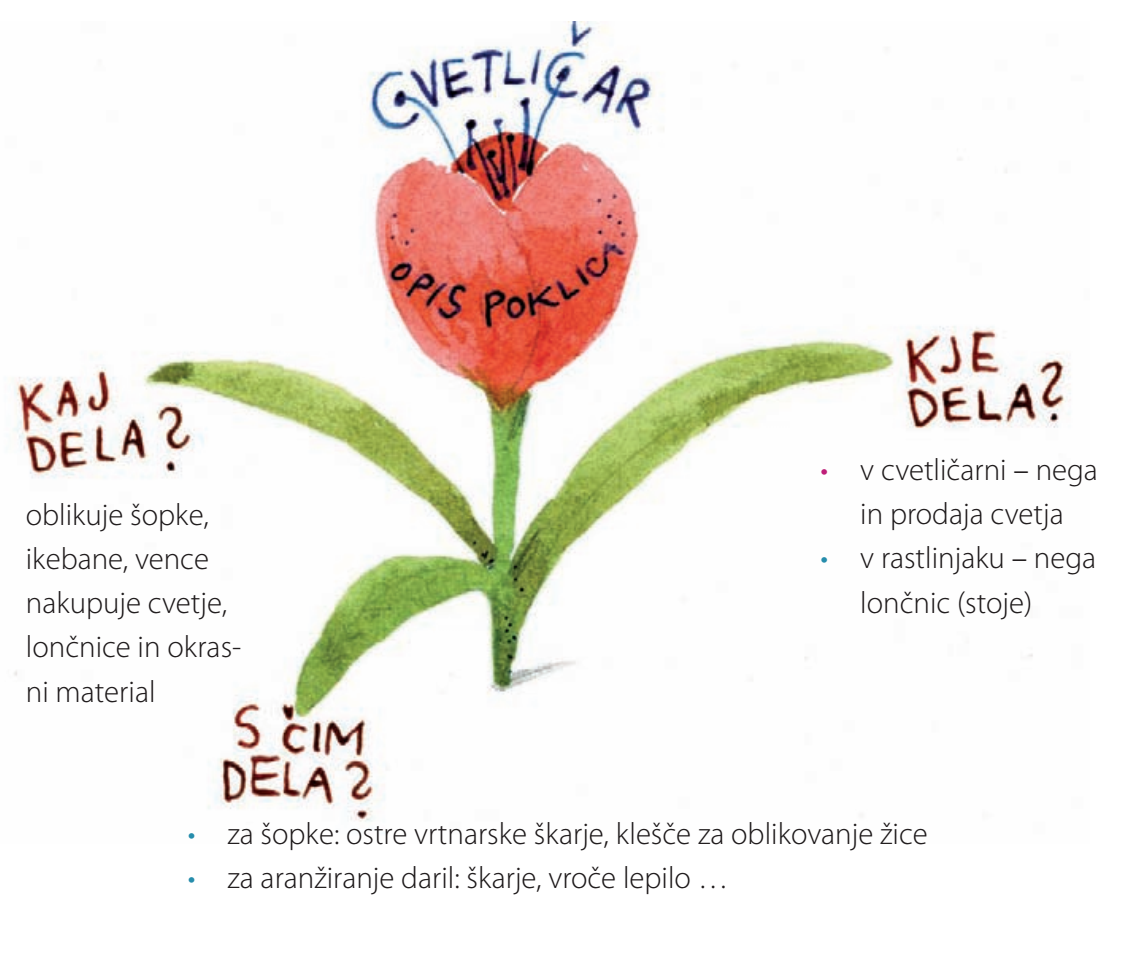 CVETLIČAR
OPIS POKLICA
KAJ
DELA?
oblikuje šopke,
ikebane, vence
nakupuje cvetje,
lončnice in okras-
ni material
KJE
DELA?
• v cvetličarni – nega
in prodaja cvetja
• v rastlinjaku – nega
lončnic (stoje)
S ČIM
DELA?
• za šopke: ostre vrtnarske škarje, klešče za oblikovanje žice
• za aranžiranje daril: škarje, vroče lepilo …